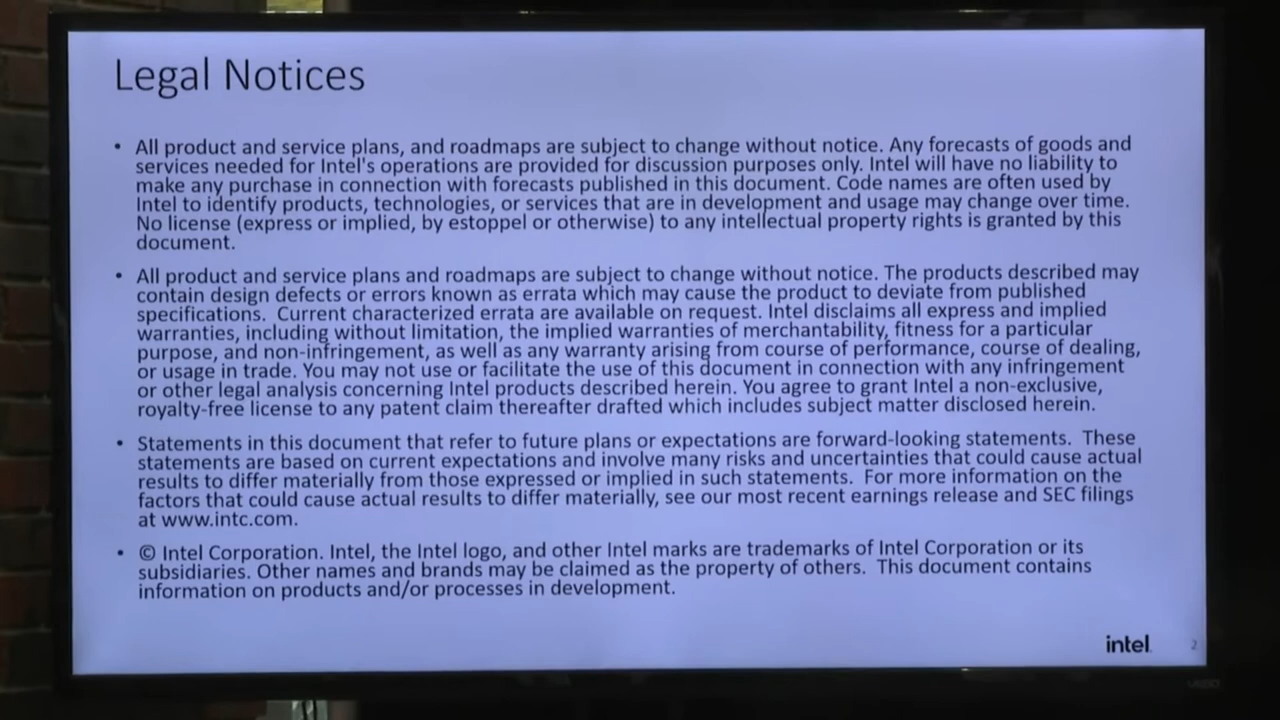 Legal Notices
• All product and service plans, and roadmaps are subject to change without notice. Any forecasts of goods and
services needed for Intel's operations are provided for discussion purposes only. Intel will have no liability to
make any purchase in connection with forecasts published in this document. Code names are often used by
Intel to identify products, technologies, or services that are in development and usage may change over time.
No license (express or implied, by estoppel or otherwise) to any intellectual property rights is granted by this
document.
• All product and service plans and roadmaps are subject to change without notice. The products described may
contain design defects or errors known as errata which may cause the product to deviate from published
specifications.  Current characterized errata are available on request. Intel disclaims all express and implied
warranties, including without limitation, the implied warranties of merchantability, fitness for a particular
purpose, and non-infringement, as well as any warranty arising from course of performance, course of dealing,
or usage in trade. You may not use or facilitate the use of this document in connection with any infringement
or other legal analysis concerning Intel products described herein. You agree to grant Intel a non-exclusive,
royalty-free license to any patent claim thereafter drafted which includes subject matter disclosed herein.
• Statements in this document that refer to future plans or expectations are forward-looking statements.  These
statements are based on current expectations and involve many risks and uncertainties that could cause actual
results to differ materially from those expressed or implied in such statements.  For more information on the
factors that could cause actual results to differ materially, see our most recent earnings release and SEC filings
at www.intc.com.
• © Intel Corporation. Intel, the Intel logo, and other Intel marks are trademarks of Intel Corporation or its
subsidiaries. Other names and brands may be claimed as the property of others.  This document contains
information on products and/or processes in development.
intel 2